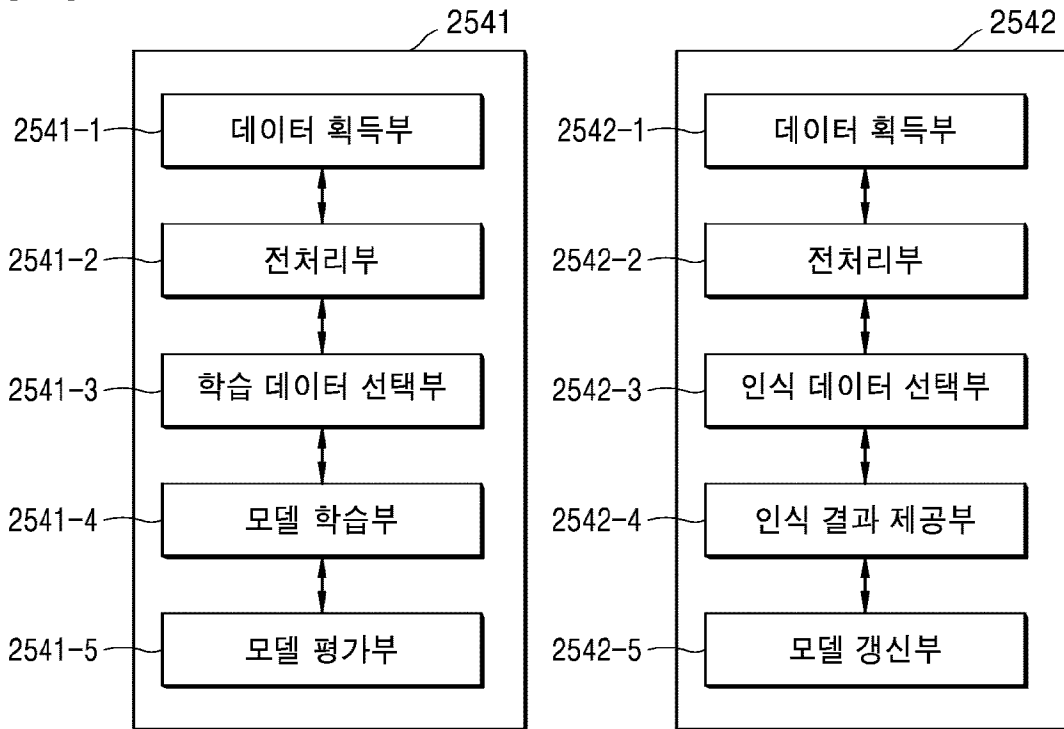 2541
2541-1 데이터 획득부
2541-2 전처리부
2541-3 학습 데이터 선택부
2541-4 모델 학습부
2541-5 모델 평가부
2542
2542-1 데이터 획득부
2542-2 전처리부
2542-3 인식 데이터 선택부
2542-4 인식 결과 제공부
2542-5 모델 갱신부